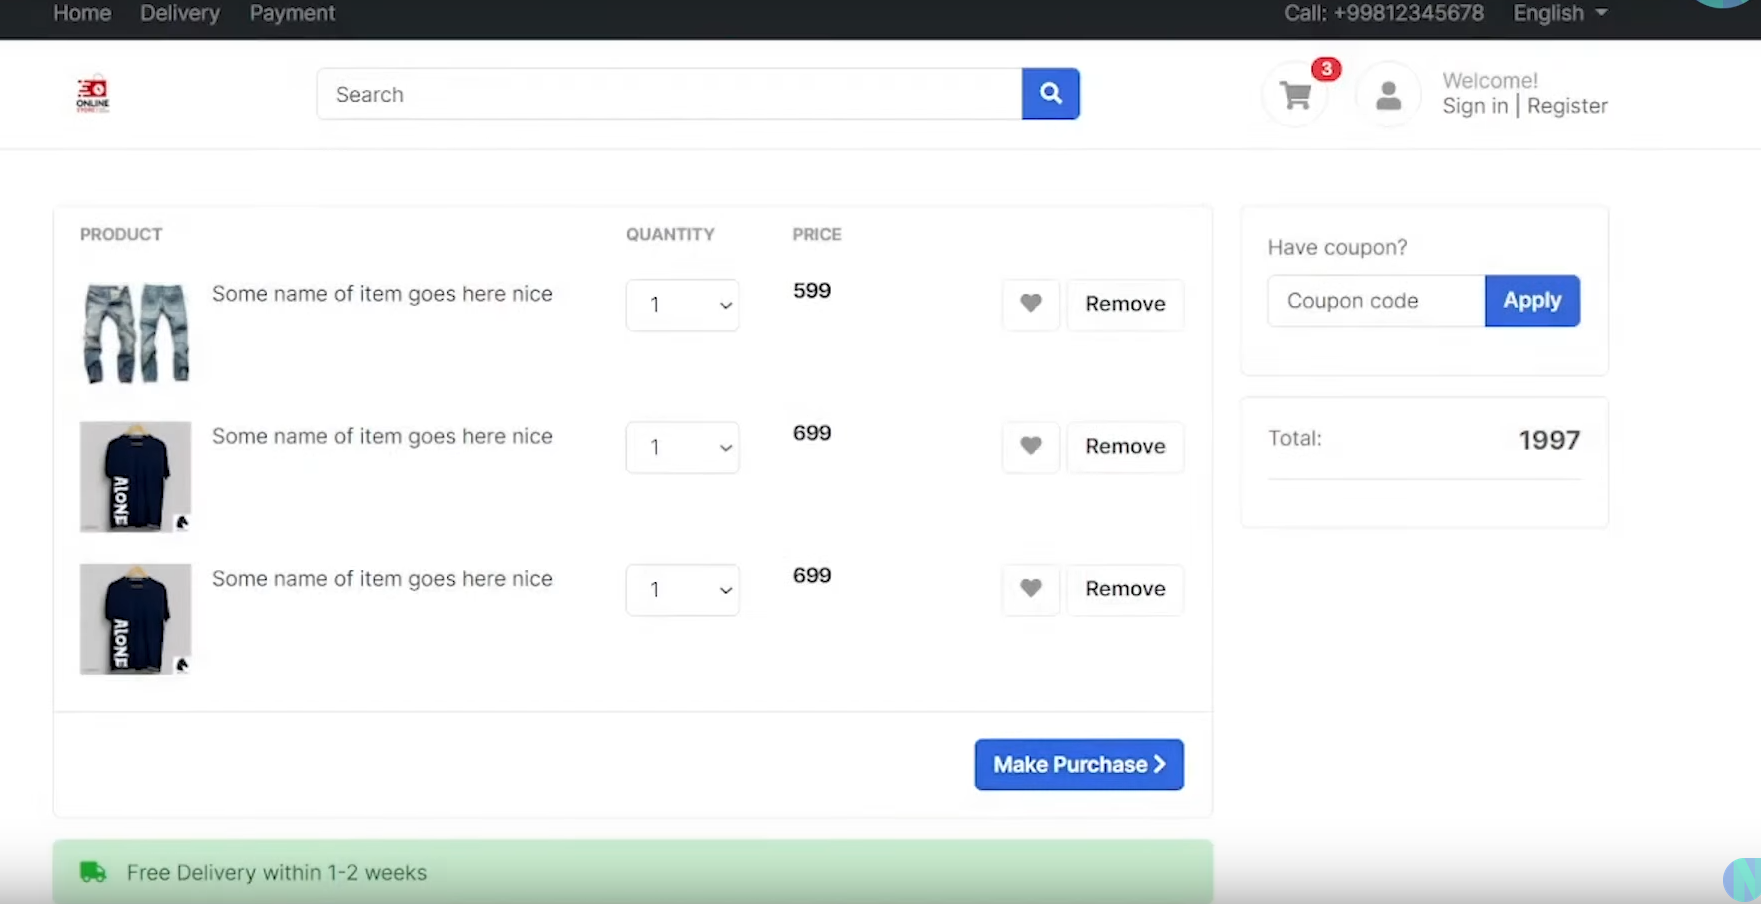 Home Delivery Payment Call: +99812345678 English
ONLINE
Search
3
Welcome!
Sign in | Register
PRODUCT QUANTITY PRICE
Some name of item goes here nice 1 599 Remove
ALONE
Some name of item goes here nice 1 699 Remove
ALONE
Some name of item goes here nice 1 699 Remove
Make Purchase
Have coupon?
Coupon code Apply
Total: 1997
Free Delivery within 1-2 weeks